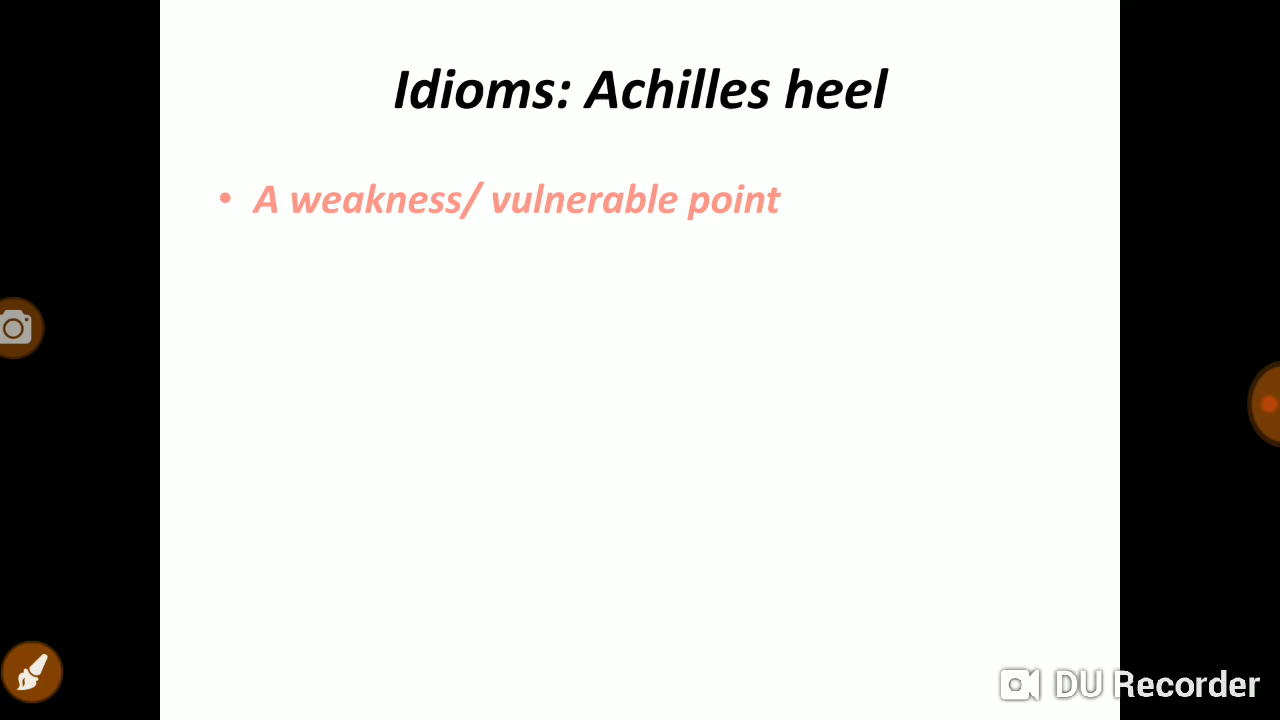 Idioms: Achilles heel
• A weakness/ vulnerable point
DU Recorder